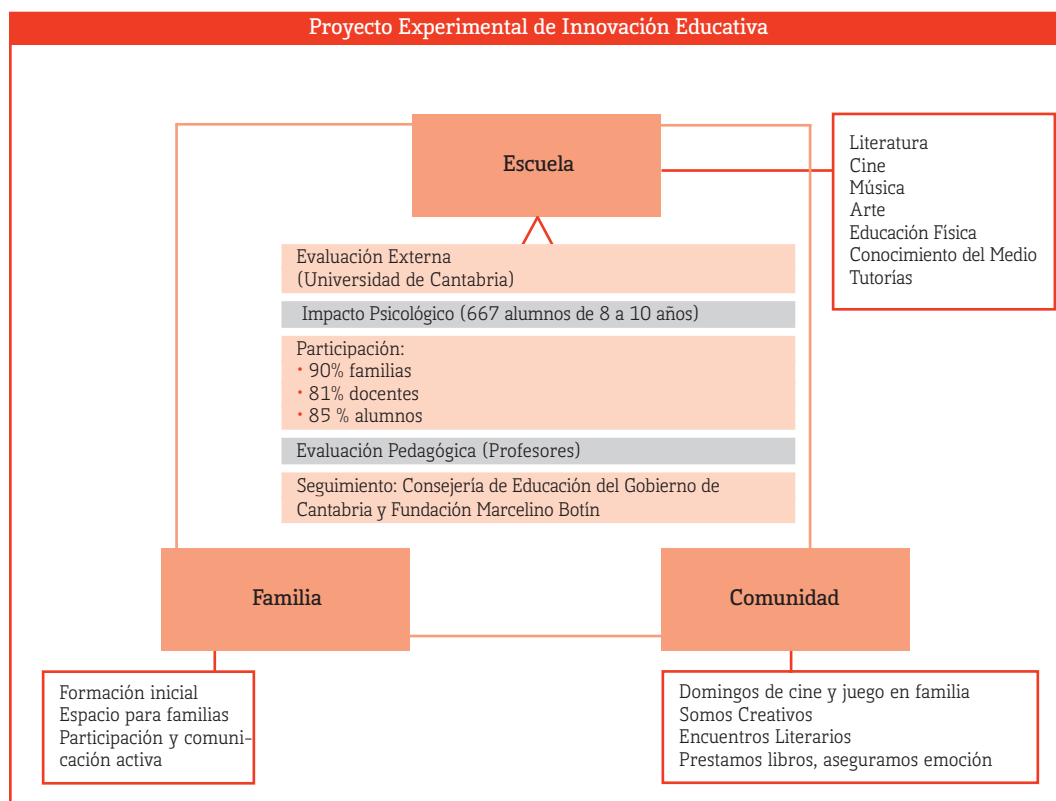 Proyecto Experimental de Innovación Educativa
Escuela
Literatura
Cine
Música
Arte
Educación Física
Conocimiento del Medio
Tutorías
Evaluación Externa
(Universidad de Cantabria)
Impacto Psicológico (667 alumnos de 8 a 10 años)
Participación:
• 90% familias
• 81% docentes
• 85 % alumnos
Evaluación Pedagógica (Profesores)
Seguimiento: Consejería de Educación del Gobierno de
Cantabria y Fundación Marcelino Botín
Familia
Comunidad
Formación inicial
Espacio para familias
Participación y comuni-
cación activa
Domingos de cine y juego en familia
Somos Creativos
Encuentros Literarios
Prestamos libros, aseguramos emoción